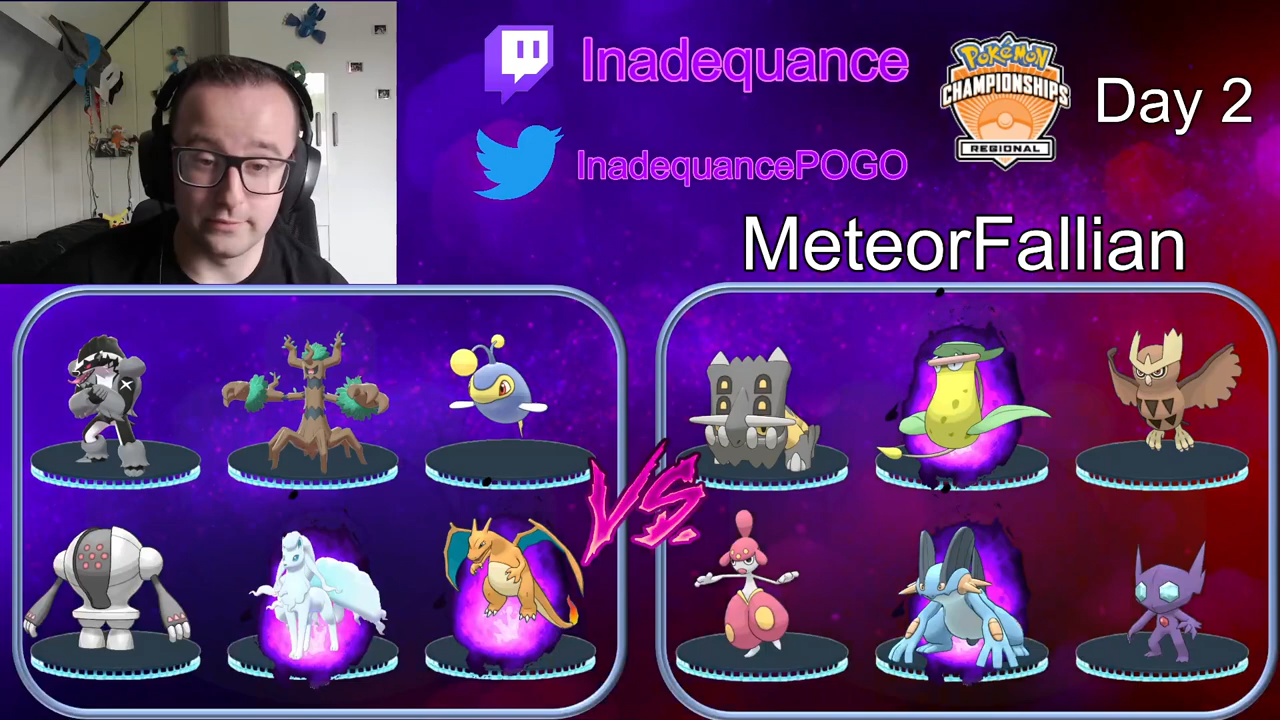 Inadequance
InadequancePOGO
Pokémon
CHAMPIONSHIPS
REGIONAL
Day 2
MeteorFallian
VS